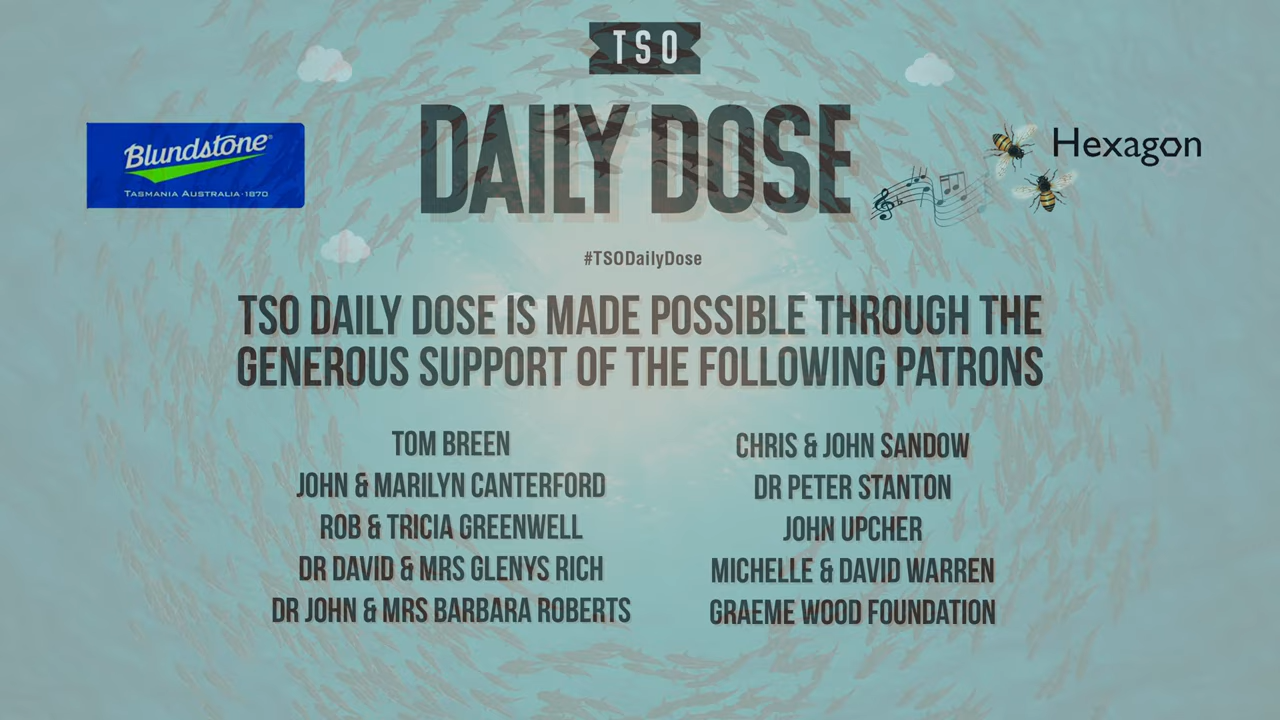 TSO
DAILY DOSE
Blundstone®
TASMANIA AUSTRALIA·1870
Hexagon
#TSODailyDose
TSO DAILY DOSE IS MADE POSSIBLE THROUGH THE
GENEROUS SUPPORT OF THE FOLLOWING PATRONS
TOM BREEN
JOHN & MARILYN CANTERFORD
ROB & TRICIA GREENWELL
DR DAVID & MRS GLENYS RICH
DR JOHN & MRS BARBARA ROBERTS
CHRIS & JOHN SANDOW
DR PETER STANTON
JOHN UPCHER
MICHELLE & DAVID WARREN
GRAEME WOOD FOUNDATION